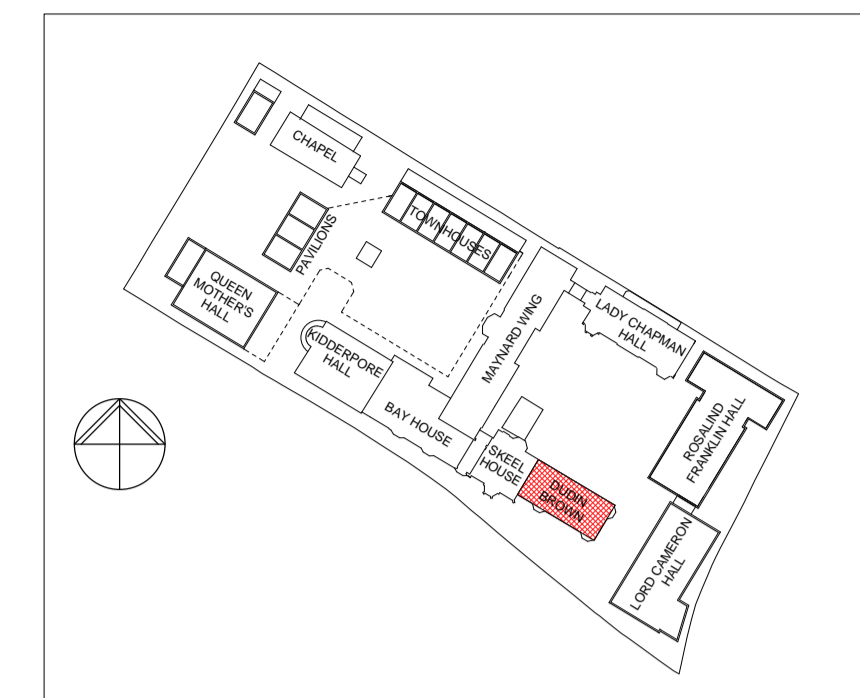 CHAPEL
TOWNHOUSES
PAVILIONS
QUEEN
MOTHER'S
HALL
KIDDERPORE
HALL
BAY HOUSE
MAYNARD WING
LADY CHAPMAN
HALL
SKEEL
HOUSE
DUDIN
BROWN
ROSALIND
FRANKLIN HALL
LORD CAMERON
HALL